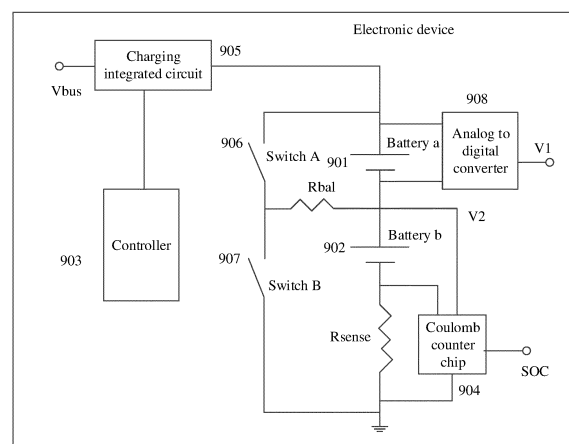 Electronic device
Charging
integrated circuit
905
Vbus
908
Analog to
digital
converter
V1
906
Switch A
901
Battery a
Rbal
V2
903
Controller
907
Switch B
902
Battery b
Rsense
Coulomb
counter
chip
SOC
904